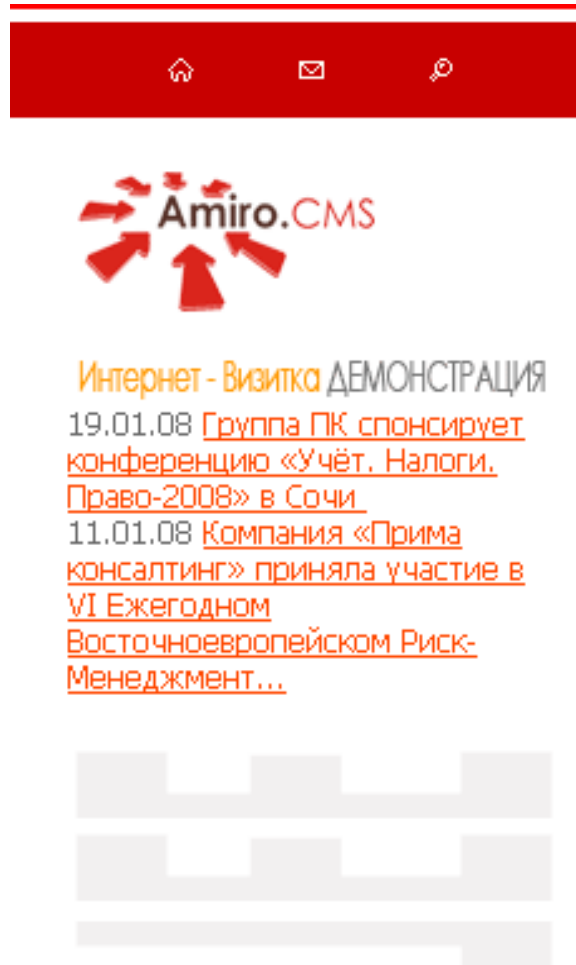 Amiro.CMS
Интернет - Визитка ДЕМОНСТРАЦИЯ
19.01.08 Группа ПК спонсирует
конференцию «Учёт. Налоги.
Право-2008» в Сочи
11.01.08 Компания «Прима
консалтинг» приняла участие в
VI Ежегодном
Восточноевропейском Риск-
Менеджмент...